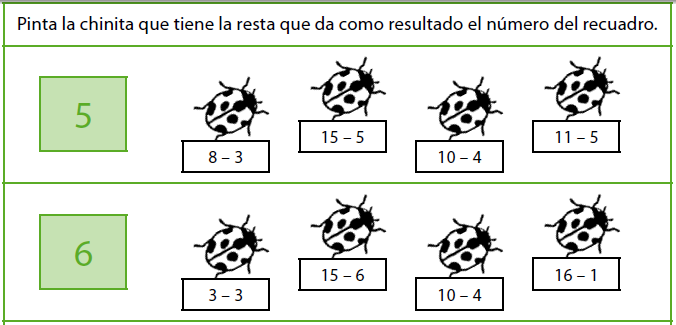 Pinta la chinita que tiene la resta que da como resultado el número del recuadro.
5
8 – 3
15 – 5
10 – 4
11 – 5
6
3 – 3
15 – 6
10 – 4
16 – 1